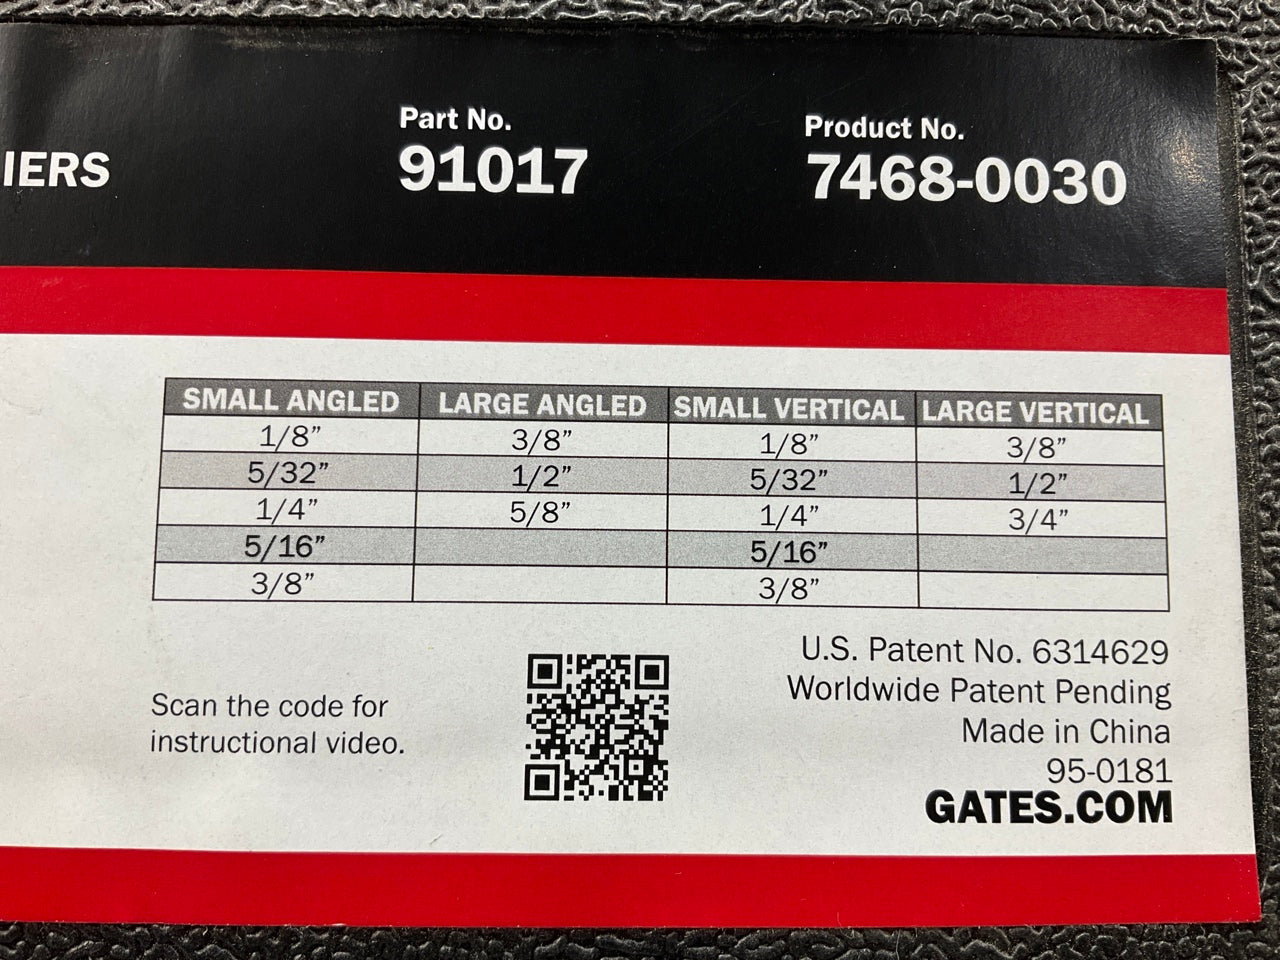 IERS
Part No.
91017
Product No.
7468-0030
SMALL ANGLED LARGE ANGLED SMALL VERTICAL LARGE VERTICAL
1/8” 3/8” 1/8” 3/8”
5/32” 1/2” 5/32” 1/2”
1/4” 5/8” 1/4” 3/4”
5/16” 5/16”
3/8” 3/8”
Scan the code for
instructional video.
U.S. Patent No. 6314629
Worldwide Patent Pending
Made in China
95-0181
GATES.COM